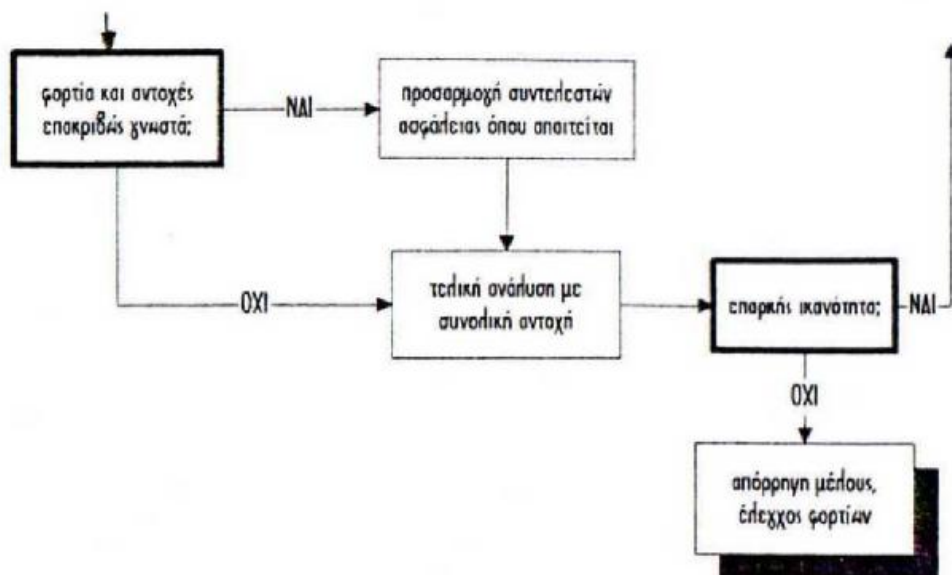 φορτία και αντοχές
επακριβώς γνωστά;
ΝΑΙ
προσαρμογή συντελεστών
ασφάλειας όπου απαιτείται
ΟΧΙ
τελική ανάλυση με
συνολική αντοχή
επαρκής ικανότητα;
ΝΑΙ
ΟΧΙ
απόρριψη μέλους,
έλεγχος φορτίων